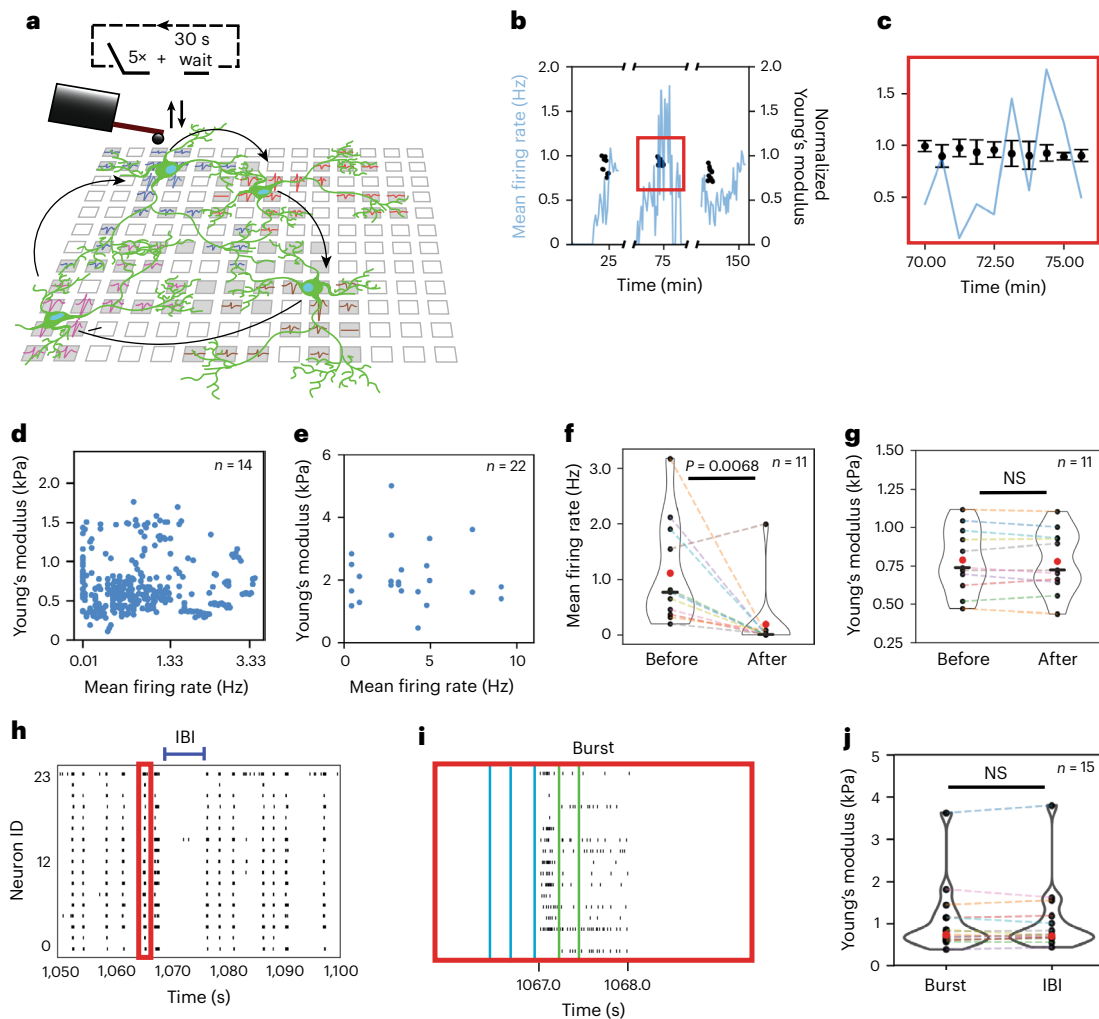 a
30 s
5× + wait
b
Mean firing rate (Hz)
2.0
1.5
1.0
0.5
0
2.0
1.5
1.0
0.5
0
Normalized
Young's modulus
25
75
150
Time (min)
c
1.5
1.0
0.5
70.00
72.50
75.00
Time (min)
d
Young's modulus (kPa)
n = 14
2.0
1.5
1.0
0.5
0
0.01
1.33
3.33
Mean firing rate (Hz)
e
Young's modulus (kPa)
n = 22
6
4
2
0
0
5
10
Mean firing rate (Hz)
f
Mean firing rate (Hz)
P = 0.0068
n = 11
3.0
2.0
1.0
0
Before
After
g
Young's modulus (kPa)
NS
n = 11
1.50
1.25
1.00
0.75
0.50
0.25
Before
After
h
IBI
Neuron ID
23
12
0
1,050
1,060
1,070
1,080
1,090
1,100
Time (s)
i
Burst
1067.0
1068.0
Time (s)
j
Young's modulus (kPa)
NS
n = 15
5
4
3
2
1
0
Burst
IBI